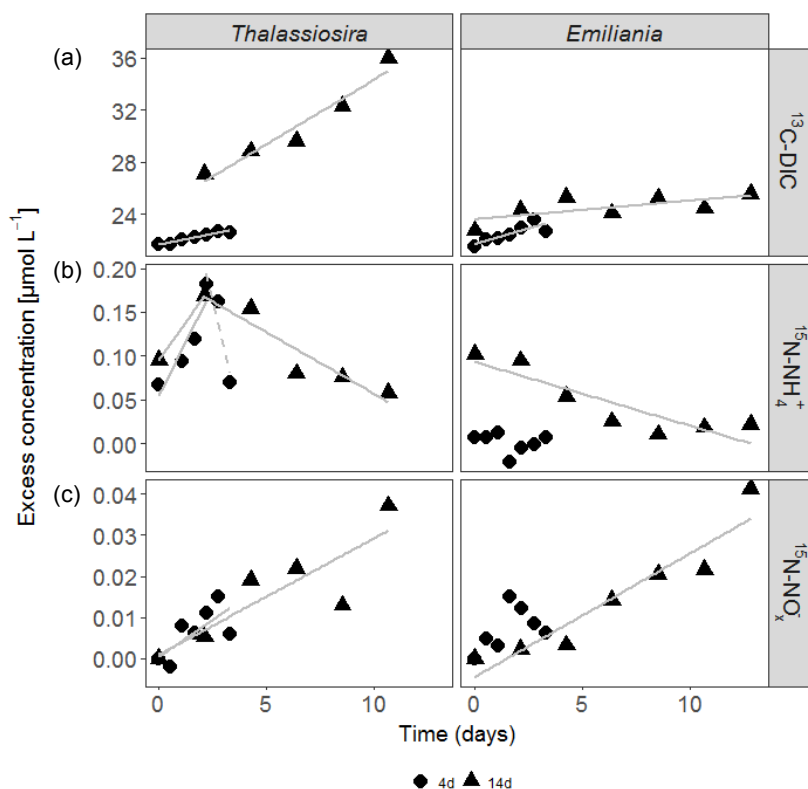 Thalassiosira
Emiliania
(a)
36
32
28
24
¹³C-DIC
(b)
0.20
0.15
0.10
0.05
0.00
¹⁵N-NH₄⁺
(c)
0.04
0.03
0.02
0.01
0.00
¹⁵N-NOₓ⁻
Excess concentration [μmol L⁻¹]
0
5
10
0
5
10
Time (days)
4d
14d